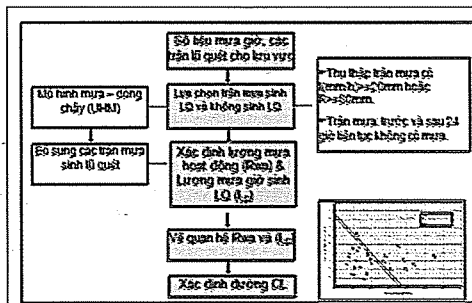 Số liệu mưa giờ, các
trận lũ quét cho lưu vực
Mô hình mưa – dòng
chảy (UHM)
Lựa chọn trận mưa sinh
LQ và không sinh LQ
Bổ sung các trận mưa
sinh lũ quét
Xác định lượng mưa
hoạt động (Rwa) &
Lượng mưa giờ sinh
LQ
Vẽ quan hệ Rwa và
Xác định đường CL
Thu thập trận mưa có
hoặc
Trận mưa trước và sau 24
giờ liên tục không có mưa.